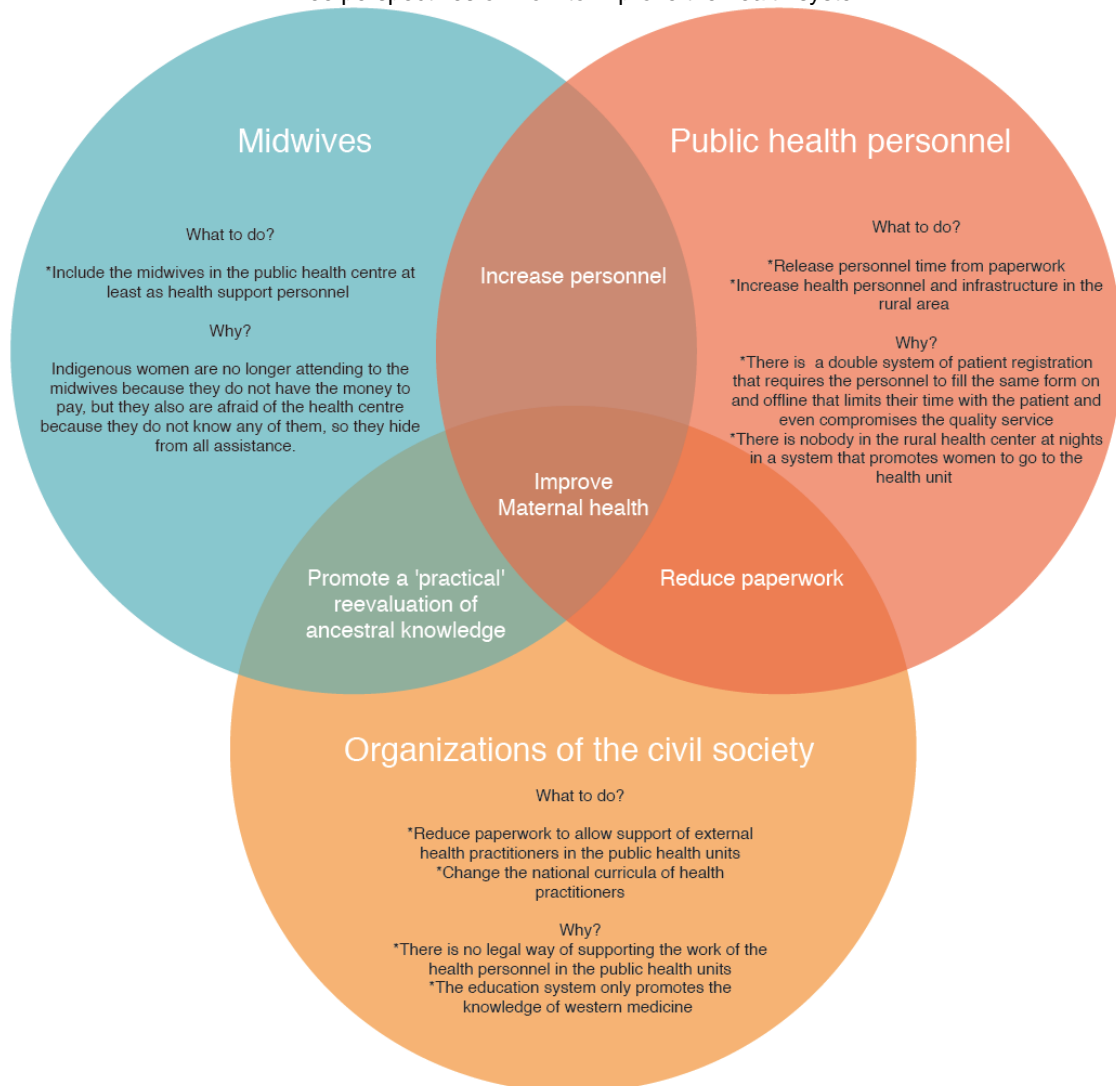 perspectives on how to improve the health system
Midwives
What to do?
*Include the midwives in the public health centre at
least as health support personnel
Why?
Indigenous women are no longer attending to the
midwives because they do not have the money to
pay, but they also are afraid of the health centre
because they do not know any of them, so they hide
from all assistance.
Public health personnel
What to do?
*Release personnel time from paperwork
*Increase health personnel and infrastructure in the
rural area
Why?
*There is a double system of patient registration
that requires the personnel to fill the same form on
and offline that limits their time with the patient and
even compromises the quality service
*There is nobody in the rural health center at nights
in a system that promotes women to go to the
health unit
Increase personnel
Improve
Maternal health
Promote a 'practical'
reevaluation of
ancestral knowledge
Reduce paperwork
Organizations of the civil society
What to do?
*Reduce paperwork to allow support of external
health practitioners in the public health units
*Change the national curricula of health
practitioners
Why?
*There is no legal way of supporting the work of the
health personnel in the public health units
*The education system only promotes the
knowledge of western medicine